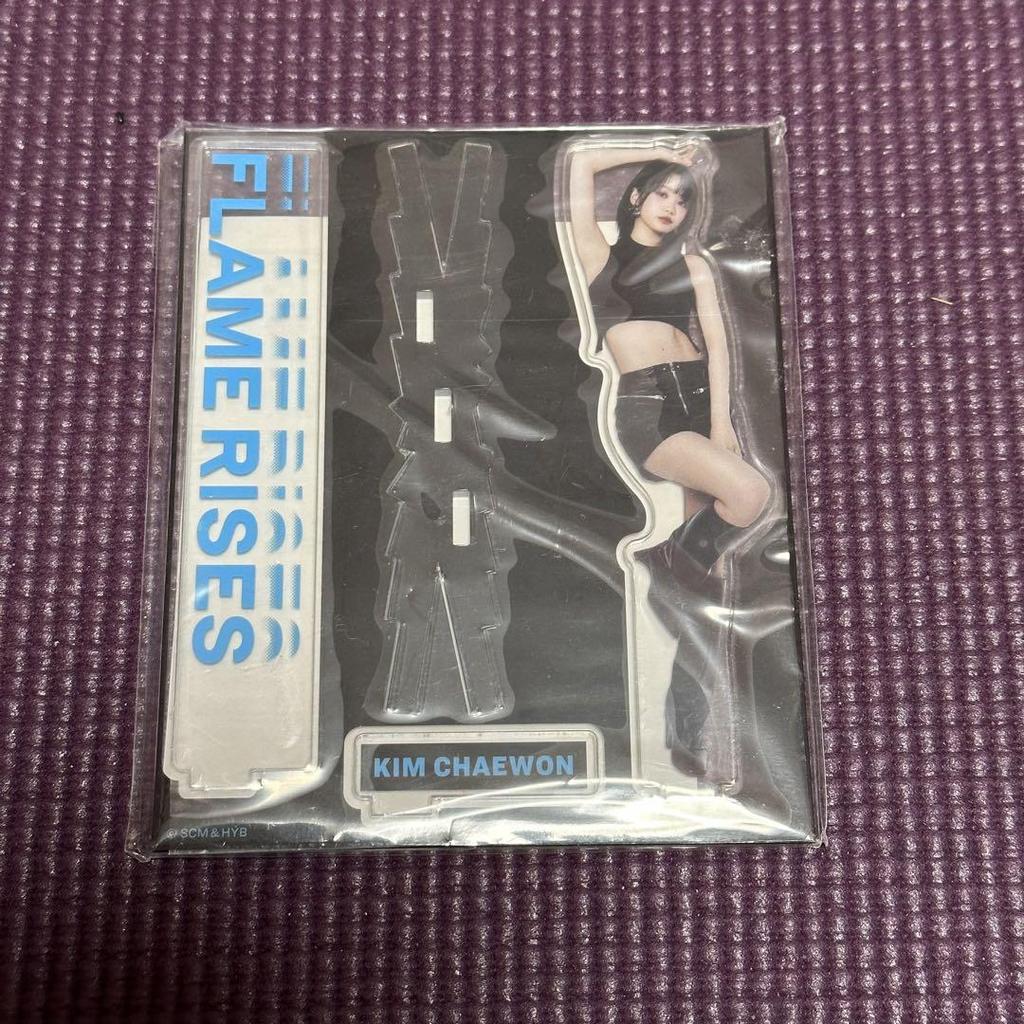 FLAME RISES
KIM CHAEWON
© SCM & HYB